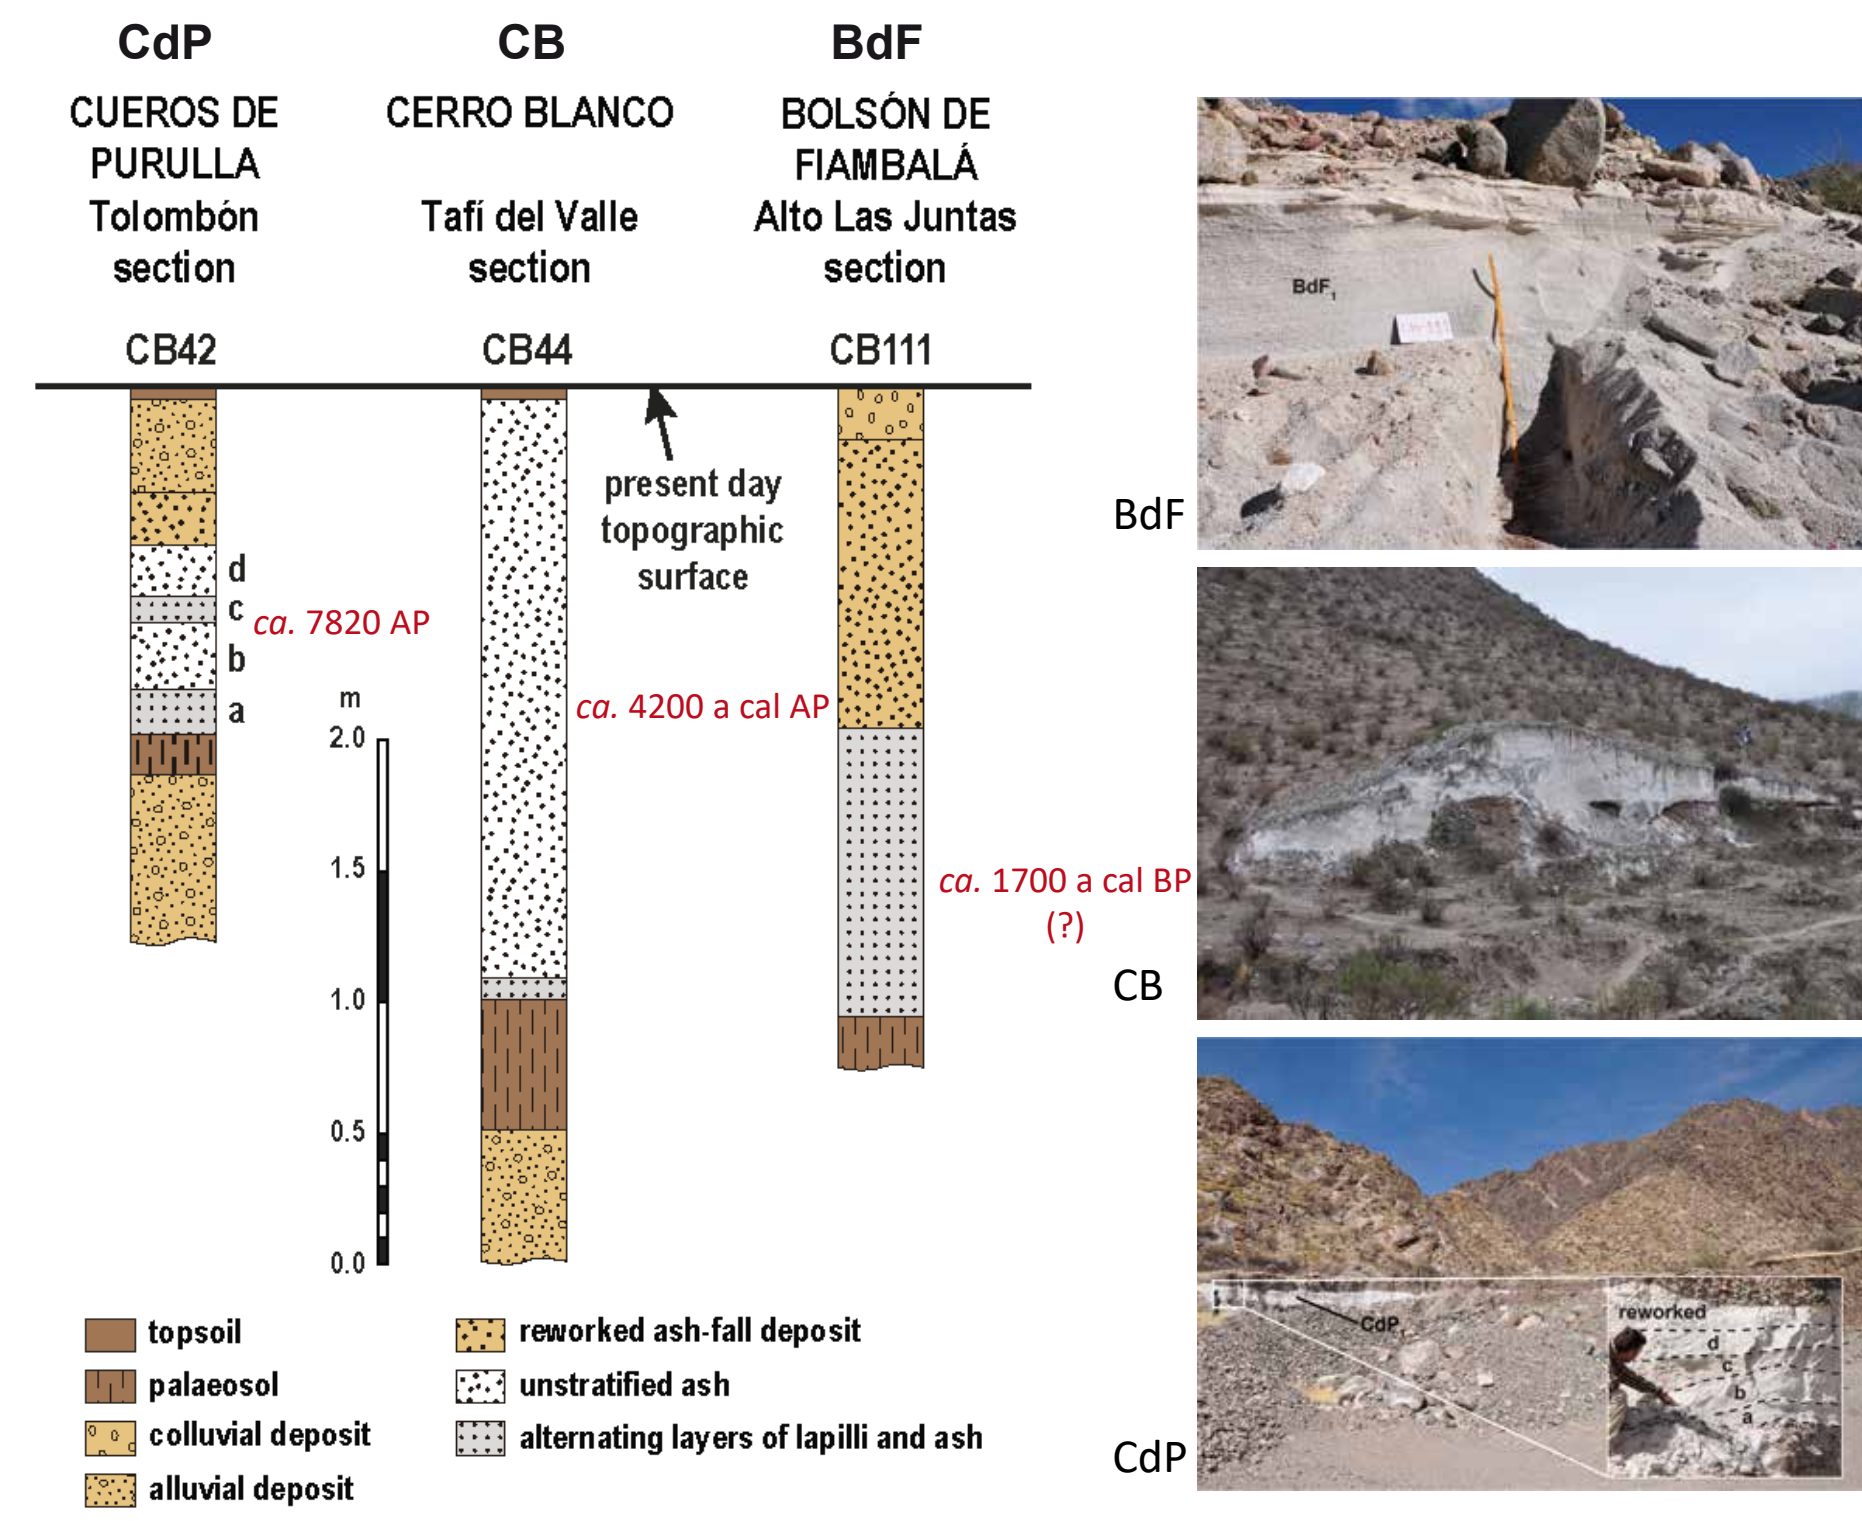 CdP
CUEROS DE
PURULLA
Tolombón
section
CB42
CB
CERRO BLANCO
Tafí del Valle
section
CB44
BdF
BOLSÓN DE
FIAMBALÁ
Alto Las Juntas
section
CB111
present day
topographic
surface
d
c
b
a
ca. 7820 AP
ca. 4200 a cal AP
ca. 1700 a cal BP
(?)
m
2.0
1.5
1.0
0.5
0.0
topsoil
palaeosol
colluvial deposit
alluvial deposit
reworked ash-fall deposit
unstratified ash
alternating layers of lapilli and ash
BdF
BdF1
CB
CdP
CdP1
reworked
d
c
b
a